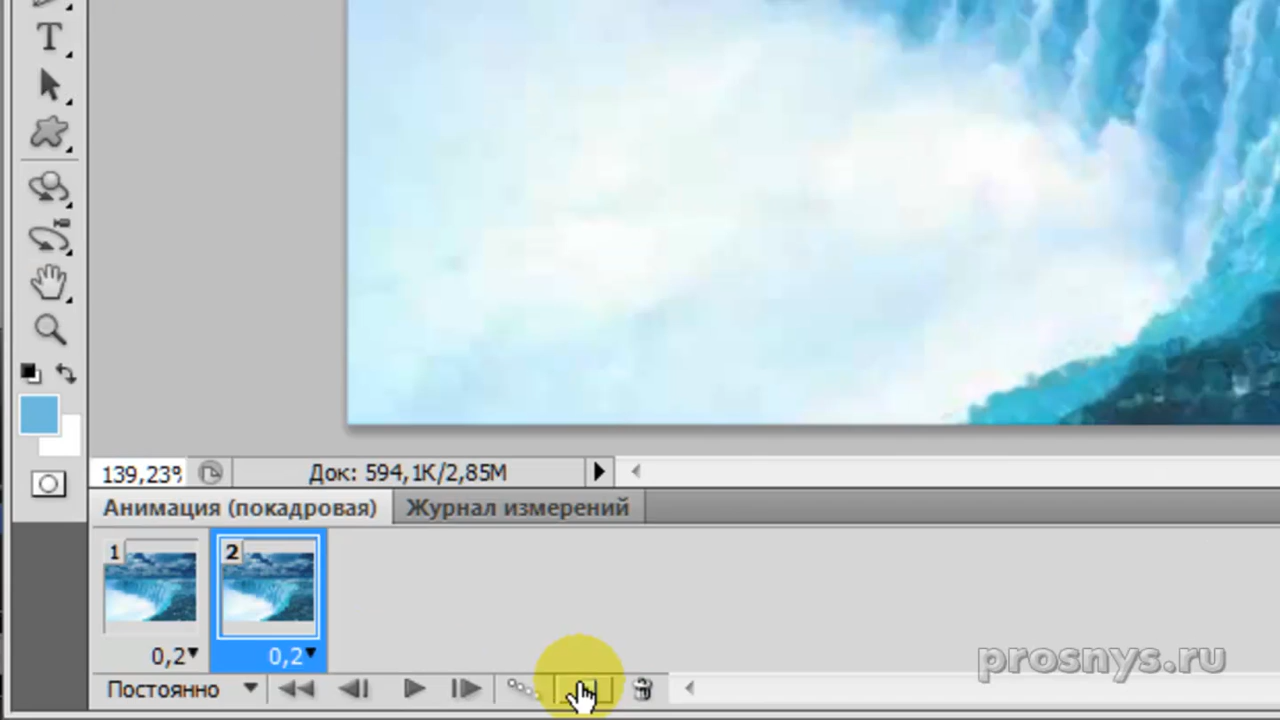 T
139,23%
Док: 594,1K/2,85M
Анимация (покадровая) Журнал измерений
1 2
0,2 0,2
prosnys.ru
Постоянно